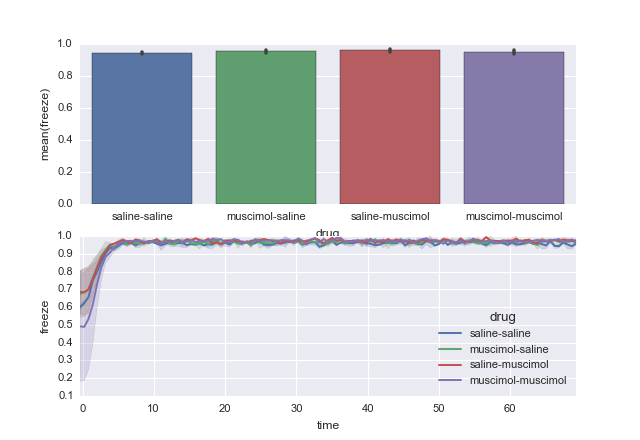 1.0
0.8
0.6
0.4
0.2
0.0
mean(freeze)
saline-saline muscimol-saline saline-muscimol muscimol-muscimol
drug
1.0
0.9
0.8
0.7
0.6
0.5
0.4
0.3
0.2
0.1
freeze
drug
saline-saline
muscimol-saline
saline-muscimol
muscimol-muscimol
0 10 20 30 40 50 60
time